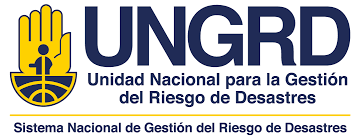 UNGRD
Unidad Nacional para la Gestión
del Riesgo de Desastres
Sistema Nacional de Gestión del Riesgo de Desastres